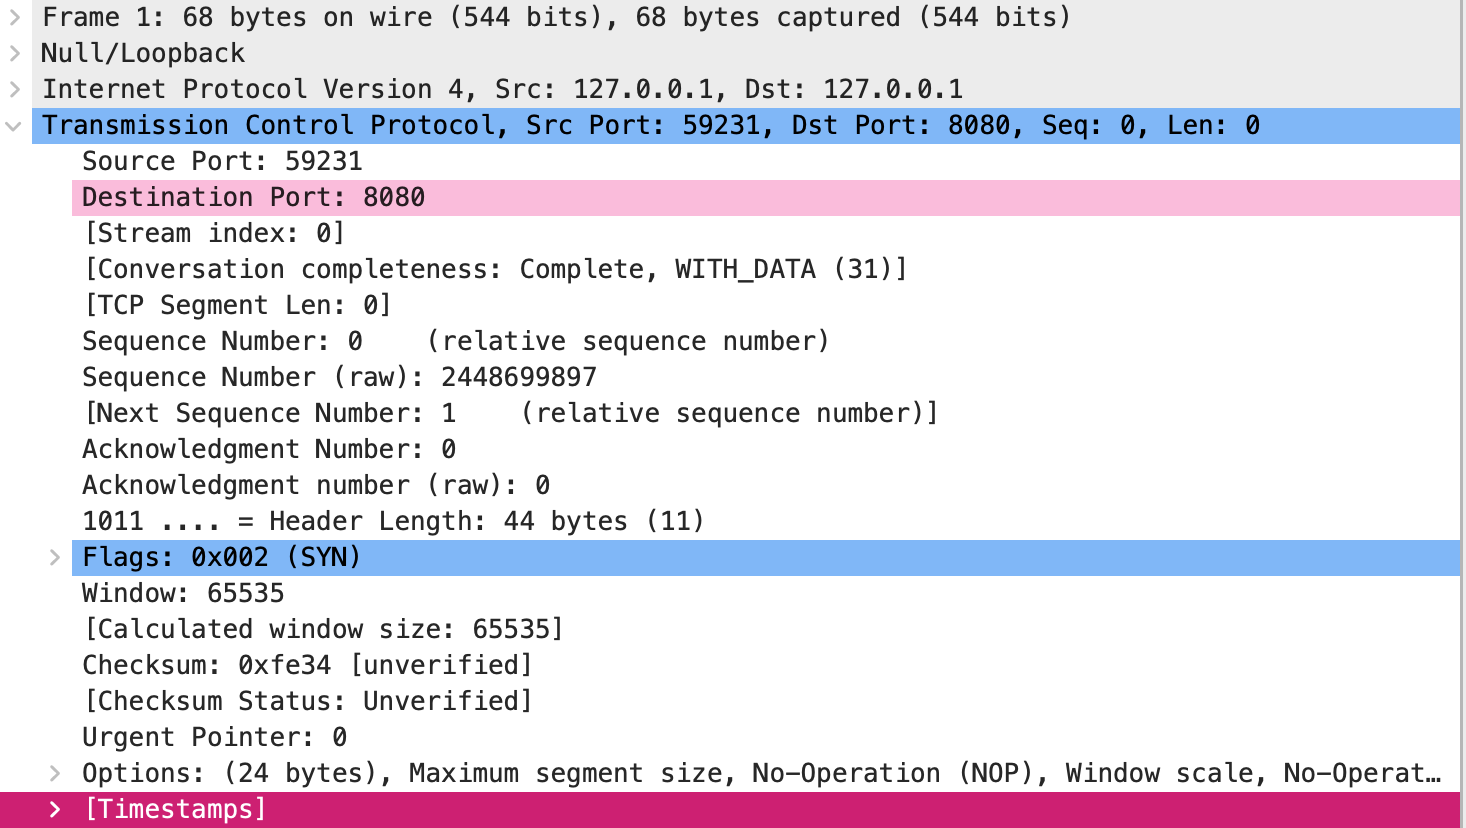 Frame 1: 68 bytes on wire (544 bits), 68 bytes captured (544 bits)
Null/Loopback
Internet Protocol Version 4, Src: 127.0.0.1, Dst: 127.0.0.1
Transmission Control Protocol, Src Port: 59231, Dst Port: 8080, Seq: 0, Len: 0
Source Port: 59231
Destination Port: 8080
[Stream index: 0]
[Conversation completeness: Complete, WITH_DATA (31)]
[TCP Segment Len: 0]
Sequence Number: 0    (relative sequence number)
Sequence Number (raw): 2448699897
[Next Sequence Number: 1    (relative sequence number)]
Acknowledgment Number: 0
Acknowledgment number (raw): 0
1011 .... = Header Length: 44 bytes (11)
Flags: 0x002 (SYN)
Window: 65535
[Calculated window size: 65535]
Checksum: 0xfe34 [unverified]
[Checksum Status: Unverified]
Urgent Pointer: 0
Options: (24 bytes), Maximum segment size, No-Operation (NOP), Window scale, No-Operat…
[Timestamps]